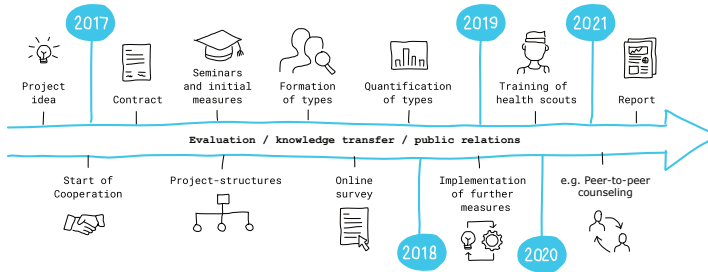 2017
2019
2021
Project
idea
Contract
Seminars
and initial
measures
Formation
of types
Quantification
of types
Training of
health scouts
Report
Evaluation / knowledge transfer / public relations
Start of
Cooperation
Project-structures
Online
survey
Implementation
of further
measures
e.g. Peer-to-peer
counseling
2018
2020